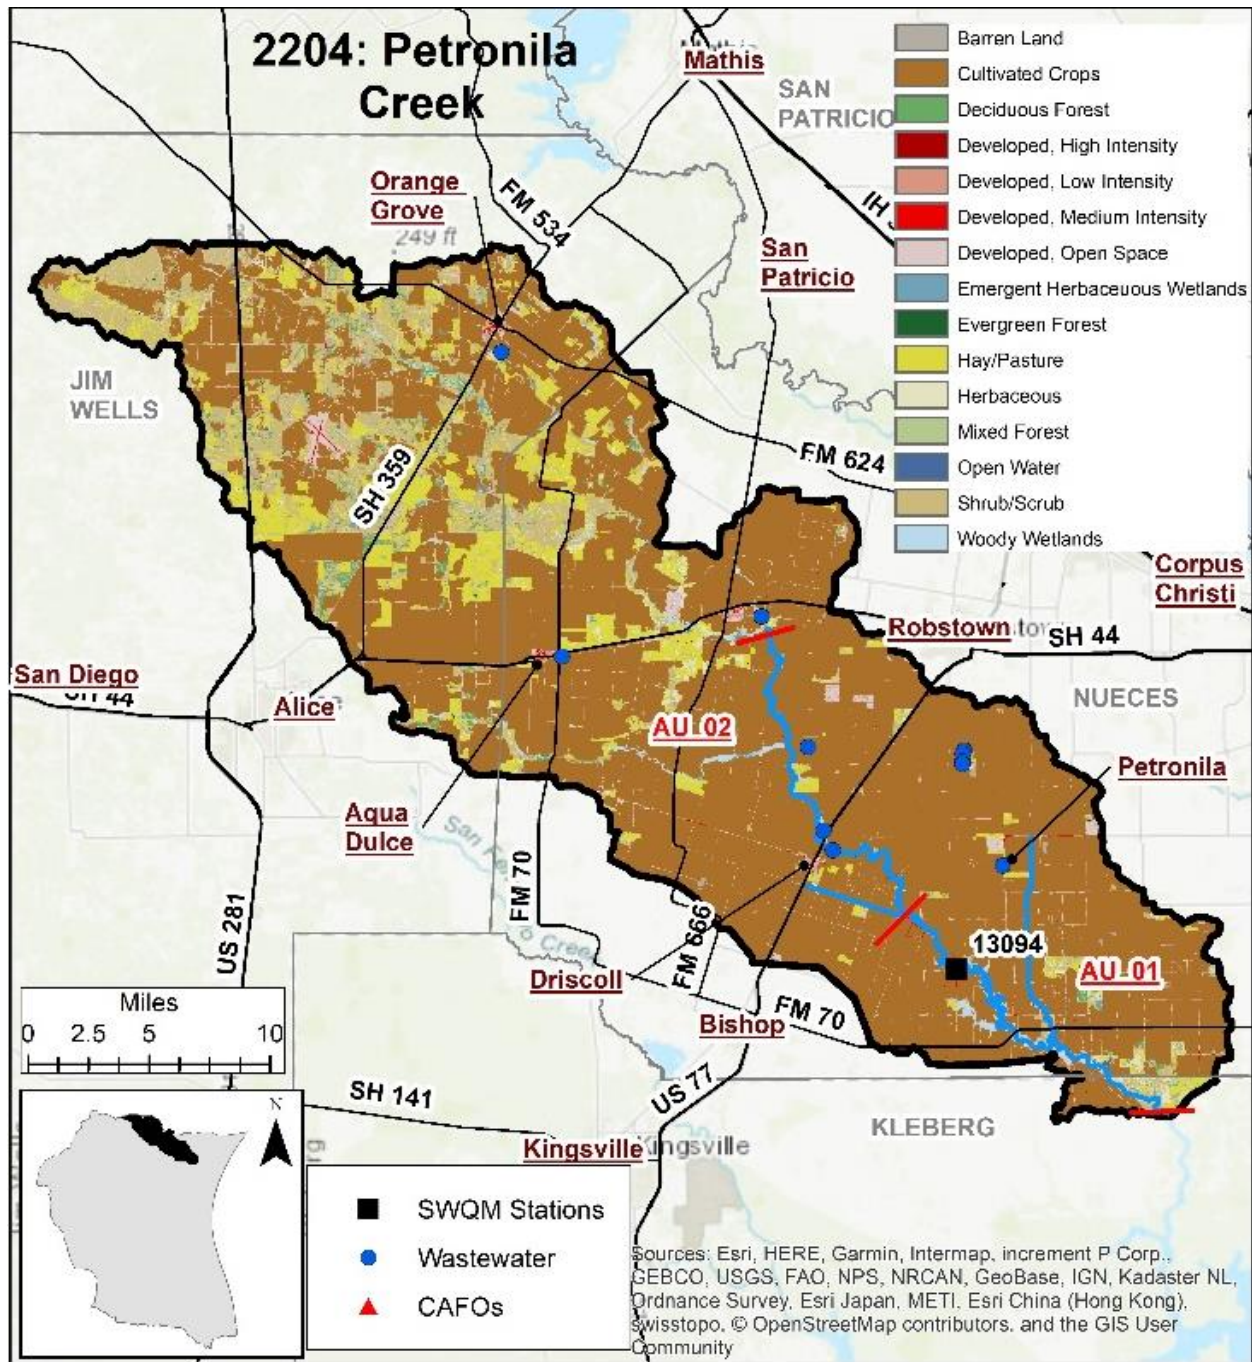 2204: Petronila
Creek
Mathis
SAN
PATRICIO
Barren Land
Cultivated Crops
Deciduous Forest
Developed, High Intensity
Developed, Low Intensity
Developed, Medium Intensity
Developed, Open Space
Emergent Herbaceuous Wetlands
Evergreen Forest
Hay/Pasture
Herbaceous
Mixed Forest
Open Water
Shrub/Scrub
Woody Wetlands
Orange
Grove
249 ft
FM 534
IH
San
Patricio
JIM
WELLS
SH 359
FM 624
Corpus
Christi
Robstown
SH 44
San Diego
SH 44
Alice
NUECES
AU_02
Petronila
Aqua
Dulce
US 281
FM 70
FM 666
13094
AU_01
Driscoll
Bishop
FM 70
Miles
0 2.5 5 10
SH 141
US 77
KLEBERG
Kingsville
Kingsville
N
SWQM Stations
Wastewater
CAFOs
Sources: Esri, HERE, Garmin, Intermap, increment P Corp.,
GEBCO, USGS, FAO, NPS, NRCAN, GeoBase, IGN, Kadaster NL,
Ordnance Survey, Esri Japan, METI, Esri China (Hong Kong),
swisstopo, © OpenStreetMap contributors, and the GIS User
Community